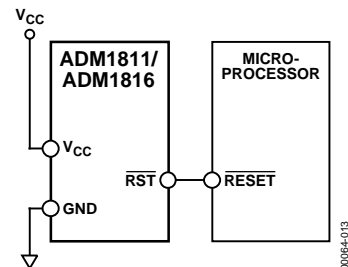 VCC
ADM1811/
ADM1816
MICRO-
PROCESSOR
VCC
RST
RESET
GND
00064-013